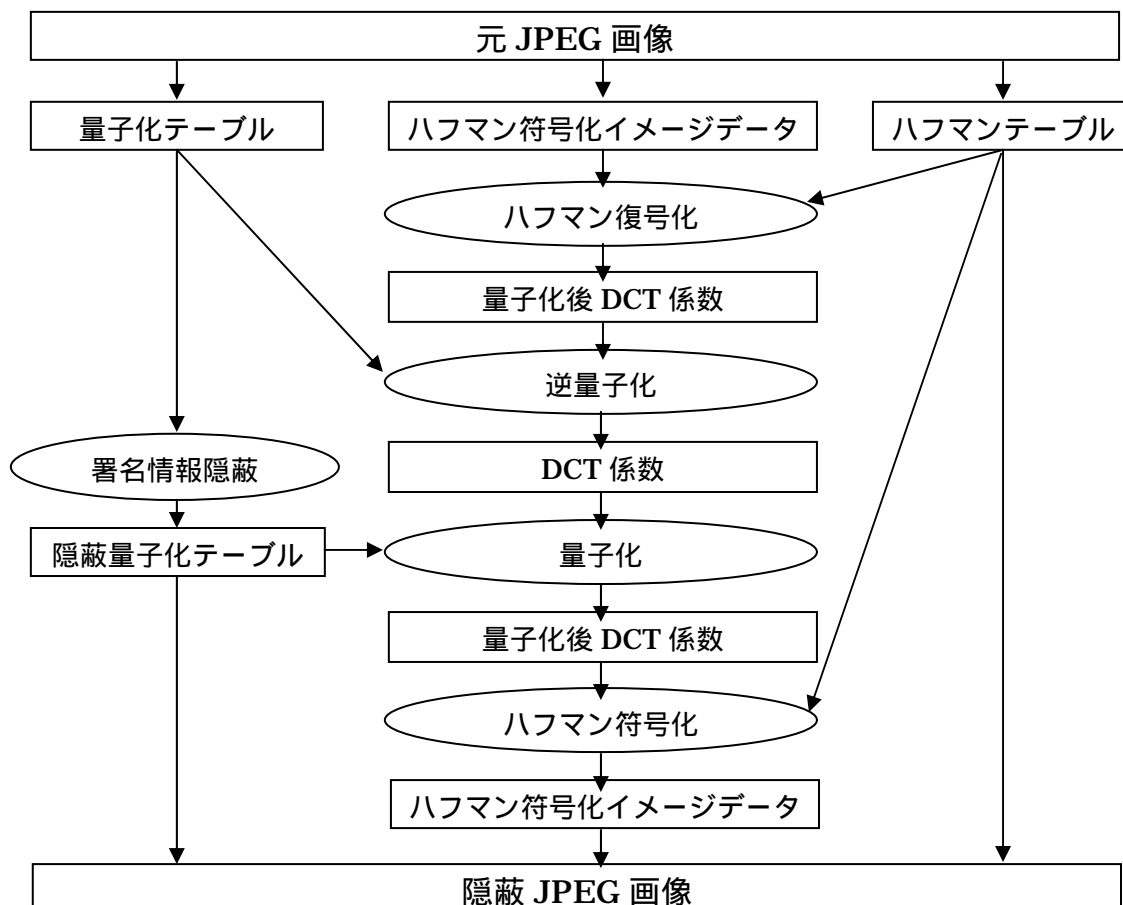 元 JPEG 画像
量子化テーブル
ハフマン符号化イメージデータ
ハフマンテーブル
ハフマン復号化
量子化後 DCT 係数
逆量子化
署名情報隠蔽
DCT 係数
隠蔽量子化テーブル
量子化
量子化後 DCT 係数
ハフマン符号化
ハフマン符号化イメージデータ
隠蔽 JPEG 画像